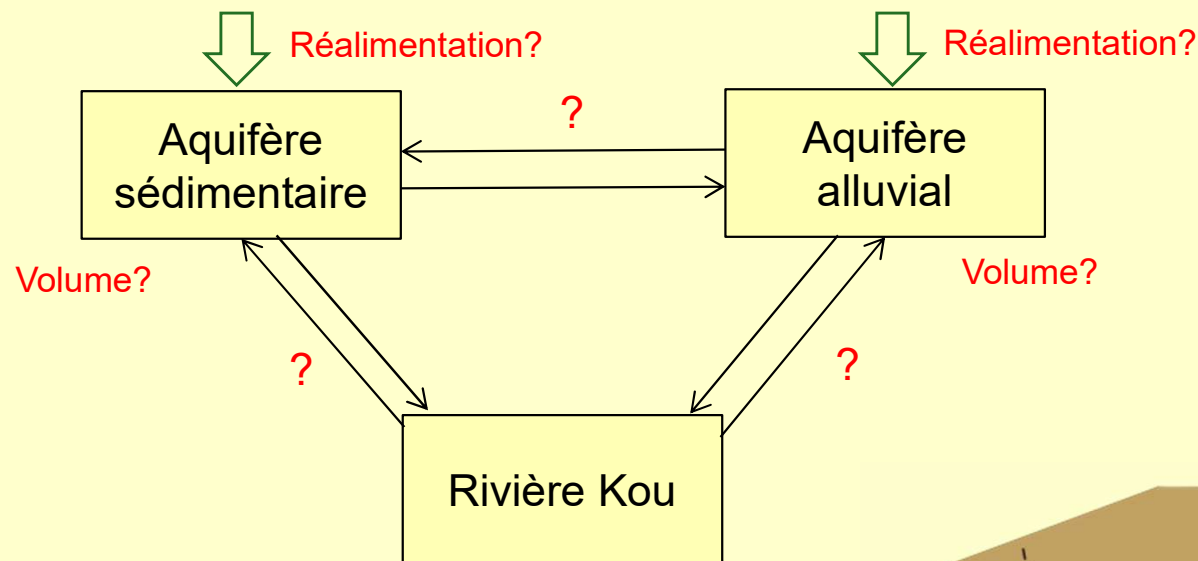 Réalimentation?
Réalimentation?
?
Aquifère
sédimentaire
Aquifère
alluvial
Volume?
Volume?
?
?
Rivière Kou